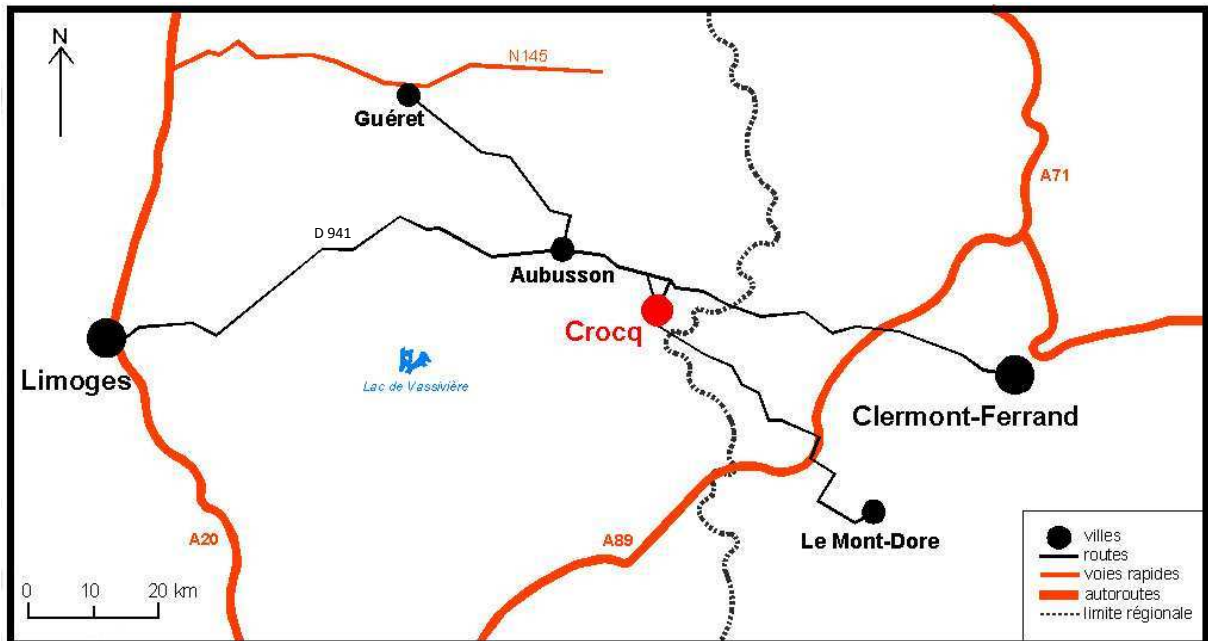 N
N145
Guéret
A71
D 941
Aubusson
Crocq
Limoges
Lac de Vassivière
Clermont-Ferrand
A20
A89
Le Mont-Dore
0 10 20 km
villes
routes
voies rapides
autoroutes
limite régionale